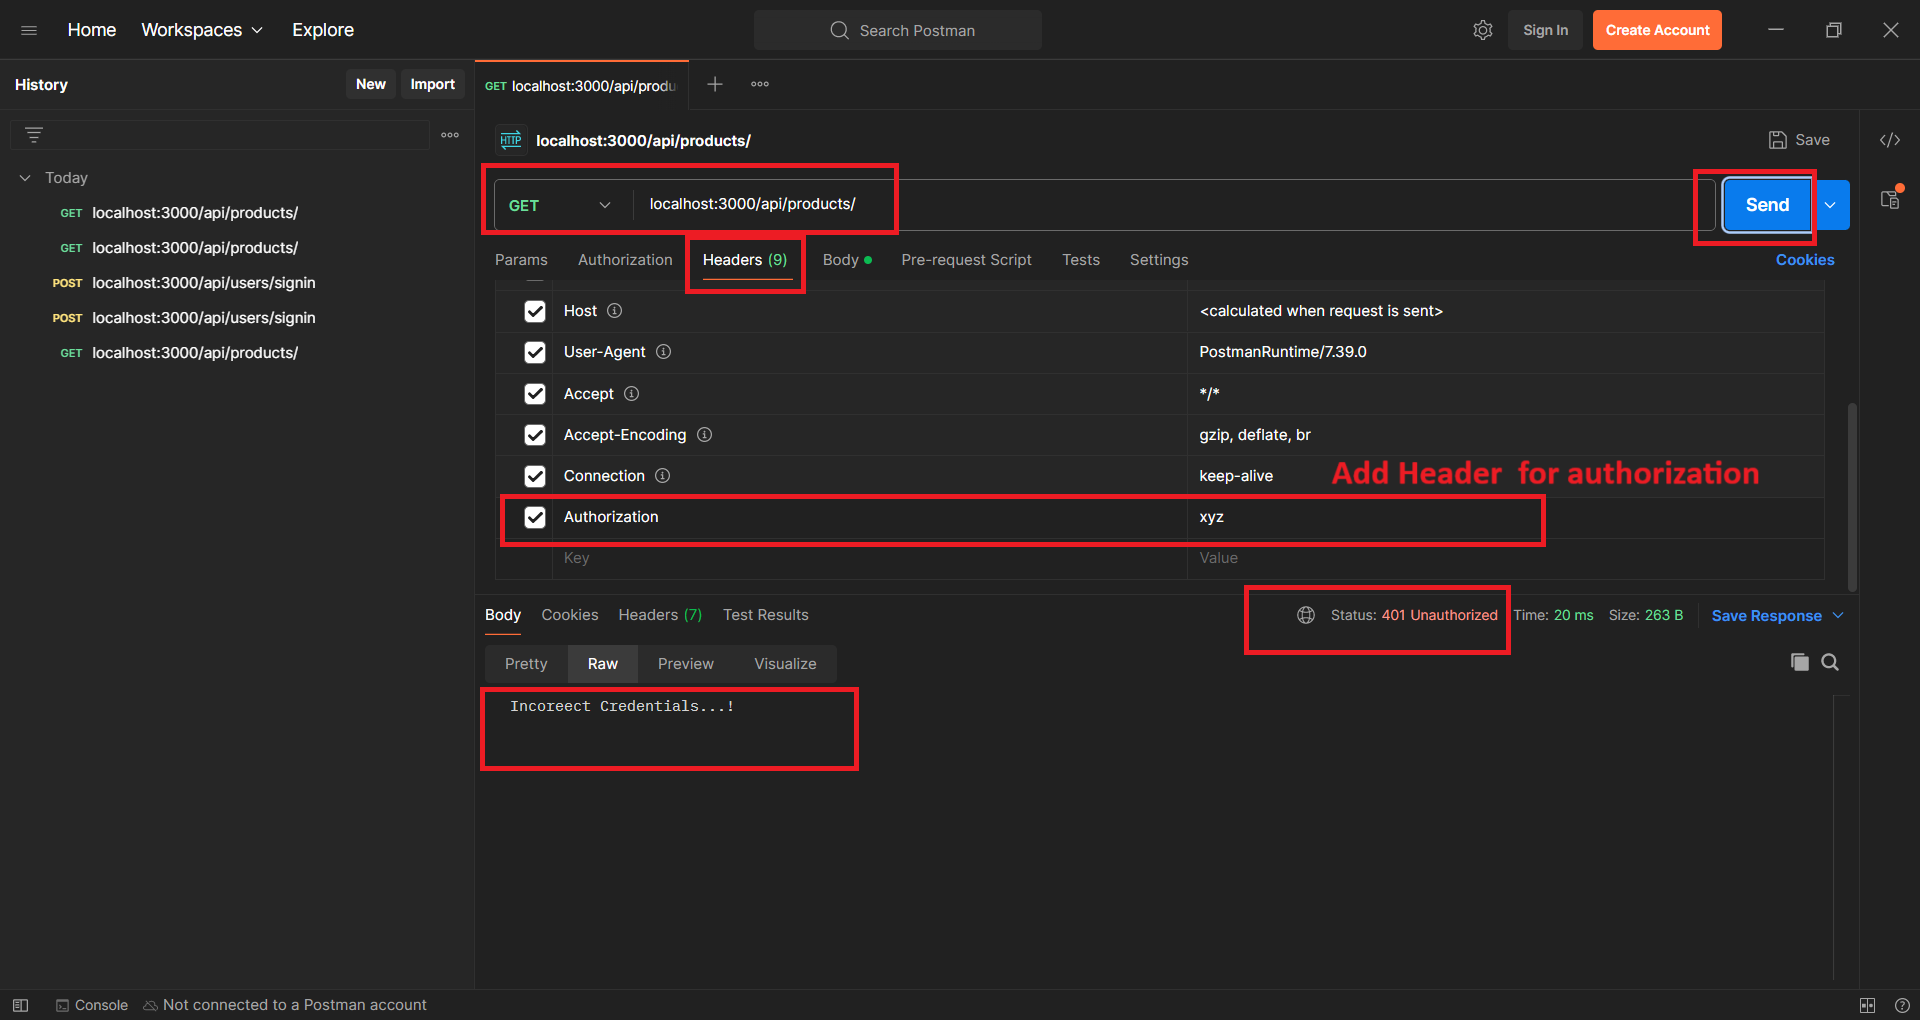 Home Workspaces Explore Search Postman Sign In Create Account
History New Import GET localhost:3000/api/produ
HTTP localhost:3000/api/products/ Save
Today
GET localhost:3000/api/products/
GET localhost:3000/api/products/
POST localhost:3000/api/users/signin
POST localhost:3000/api/users/signin
GET localhost:3000/api/products/
GET localhost:3000/api/products/ Send
Params Authorization Headers (9) Body Pre-request Script Tests Settings Cookies
Host <calculated when request is sent>
User-Agent PostmanRuntime/7.39.0
Accept */*
Accept-Encoding gzip, deflate, br
Connection keep-alive
Add Header for authorization
Authorization xyz
Key Value
Body Cookies Headers (7) Test Results Status: 401 Unauthorized Time: 20 ms Size: 263 B Save Response
Pretty Raw Preview Visualize
Incoreect Credentials...!
Console Not connected to a Postman account